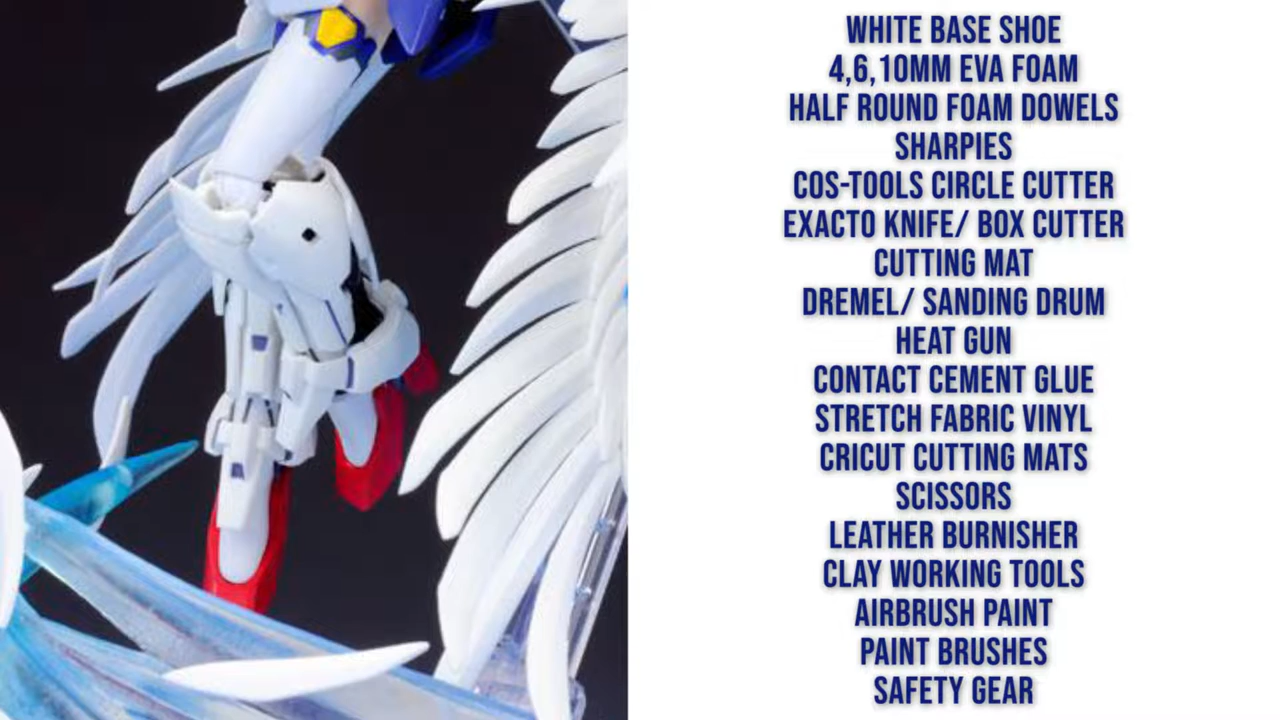 WHITE BASE SHOE
4,6,10MM EVA FOAM
HALF ROUND FOAM DOWELS
SHARPIES
COS-TOOLS CIRCLE CUTTER
EXACTO KNIFE/ BOX CUTTER
CUTTING MAT
DREMEL/ SANDING DRUM
HEAT GUN
CONTACT CEMENT GLUE
STRETCH FABRIC VINYL
CRICUT CUTTING MATS
SCISSORS
LEATHER BURNISHER
CLAY WORKING TOOLS
AIRBRUSH PAINT
PAINT BRUSHES
SAFETY GEAR